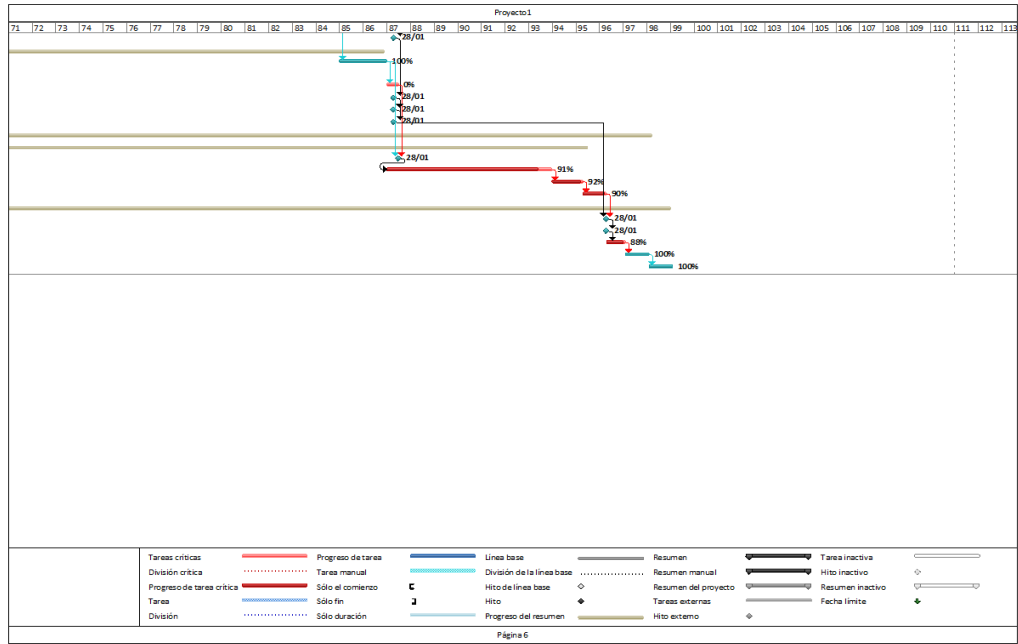 Proyecto1
71 72 73 74 75 76 77 78 79 80 81 82 83 84 85 86 87 88 89 90 91 92 93 94 95 96 97 98 99 100 101 102 103 104 105 106 107 108 109 110 111 112 113
28/01
100%
0%
28/01
28/01
28/01
28/01
91%
92%
90%
28/01
28/01
88%
100%
100%
Tareas críticas Progreso de tarea Línea base Resumen Tarea inactiva
División crítica Tarea manual División de la línea base Resumen manual Hito inactivo
Progreso de tarea crítica Sólo el comienzo Hito de línea base Resumen del proyecto Resumen inactivo
Tarea Sólo fin Hito Tareas externas Fecha límite
División Sólo duración Progreso del resumen Hito externo
Página 6